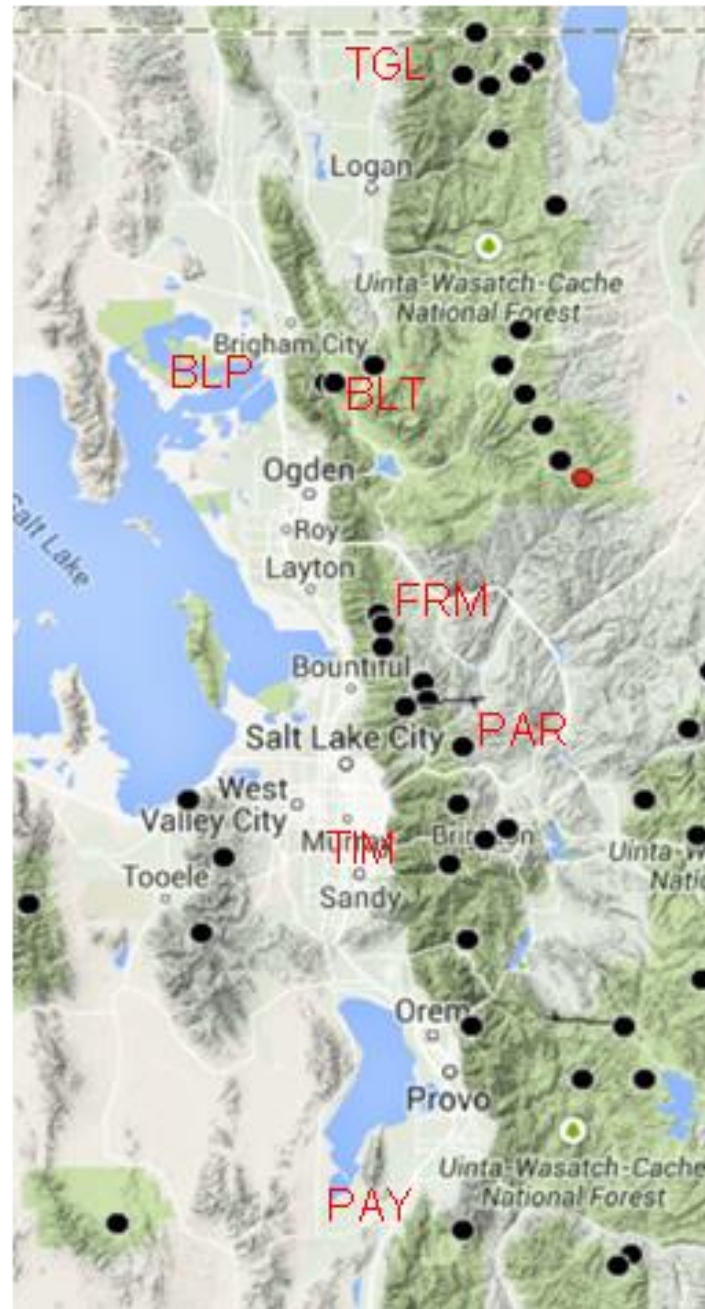 TGL
Logan
Uinta-Wasatch-Cache
National Forest
Brigham City
BLP
BLT
Ogden
Salt Lake
Roy
Layton
FRM
Bountiful
PAR
Salt Lake City
West
Valley City
TIM
Tooele
Sandy
Orem
Provo
Uinta-Wasatch-Cache
National Forest
PAY